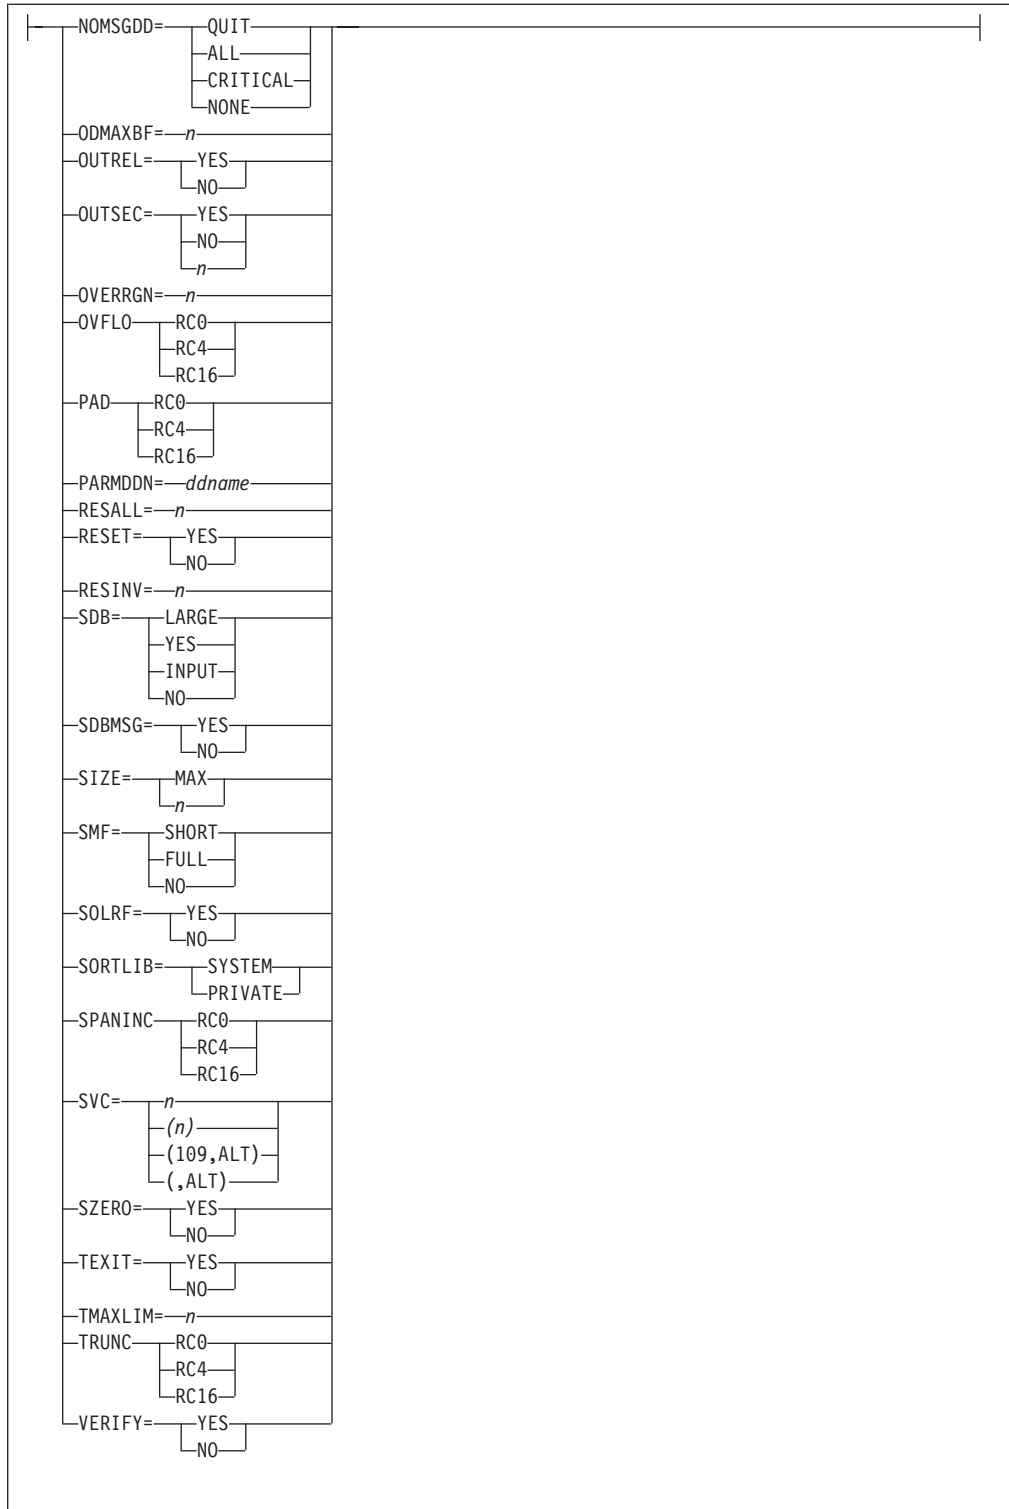 NOMSGDD= QUIT
ALL
CRITICAL
NONE
ODMAXBF= n
OUTREL= YES
NO
OUTSEC= YES
NO
n
OVERRGN= n
OVFLO RC0
RC4
RC16
PAD RC0
RC4
RC16
PARMDDN= ddname
RESALL= n
RESET= YES
NO
RESINV= n
SDB= LARGE
YES
INPUT
NO
SDBMSG= YES
NO
SIZE= MAX
n
SMF= SHORT
FULL
NO
SOLRF= YES
NO
SORTLIB= SYSTEM
PRIVATE
SPANINC RC0
RC4
RC16
SVC= n
(n)
(109,ALT)
(,ALT)
SZERO= YES
NO
TEXIT= YES
NO
TMAXLIM= n
TRUNC RC0
RC4
RC16
VERIFY= YES
NO